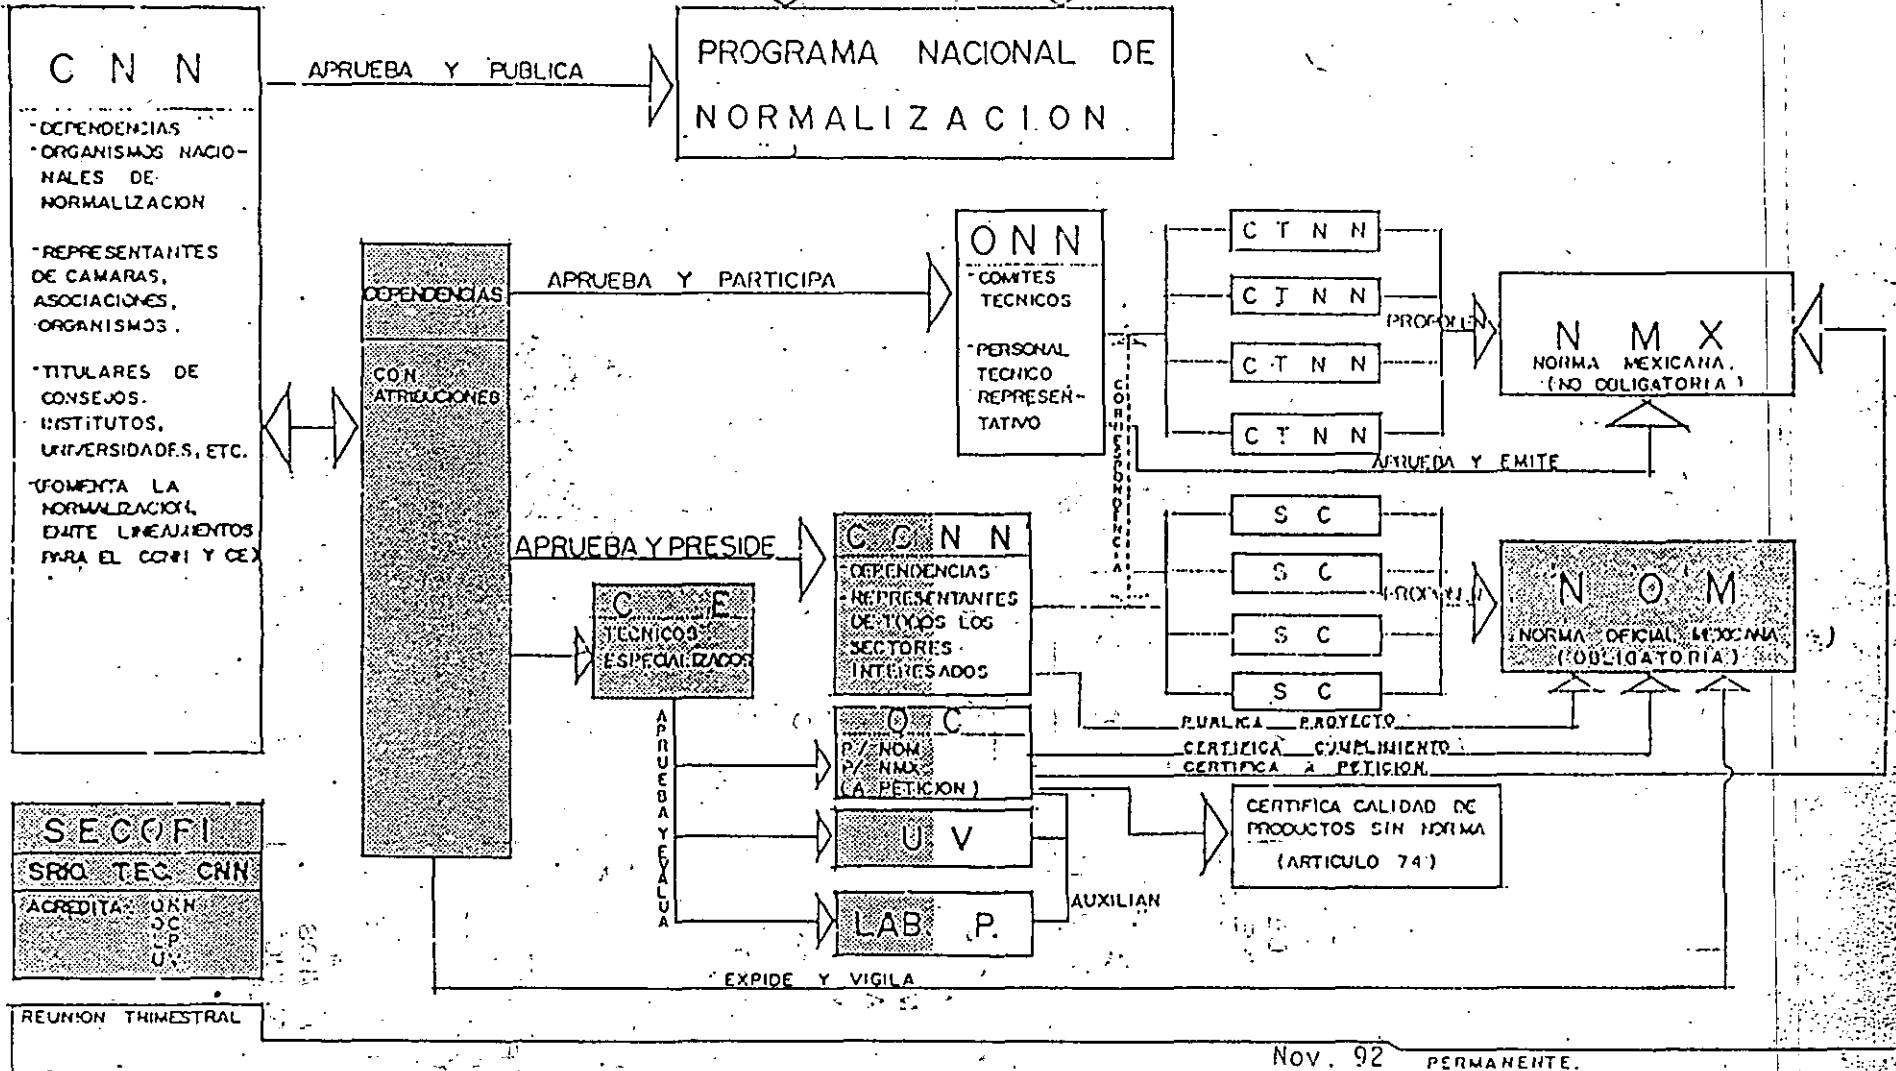 C N N
- DEPENDENCIAS
- ORGANISMOS NACIO-
NALES DE
NORMALIZACION
- REPRESENTANTES
DE CAMARAS,
ASOCIACIONES,
ORGANISMOS.
- TITULARES DE
CONSEJOS.
INSTITUTOS,
UNIVERSIDADES, ETC.
- FOMENTA LA
NORMALIZACION,
EMITE LINEAMIENTOS
PARA EL CCNN Y CE
APRUEBA Y PUBLICA
PROGRAMA NACIONAL DE
NORMALIZACION.
DEPENDENCIAS
CON
ATRIBUCIONES
APRUEBA Y PARTICIPA
O N N
- COMITES
TECNICOS
- PERSONAL
TECNICO
REPRESEN-
TATIVO
C T N N
C T N N
C T N N
C T N N
PROPONEN
N M X
NORMA MEXICANA.
(NO OBLIGATORIA)
APRUEBA Y EMITE
CORRESPONDENCIA
APRUEBA Y PRESIDE
C C N N
- DEPENDENCIAS
- REPRESENTANTES
DE TODOS LOS
SECTORES
INTERESADOS
S C
S C
S C
S C
PROPONEN
N O M
NORMA OFICIAL MEXICANA
(OBLIGATORIA)
C E
TECNICOS
ESPECIALIZADOS
APRUEBA Y EVALUA
O C
P/ NOM
P/ NMX
(A PETICION)
PUBLICA PROYECTO
CERTIFICA CUMPLIMIENTO
CERTIFICA A PETICION
U V
LAB. P.
AUXILIAN
CERTIFICA CALIDAD DE
PRODUCTOS SIN NORMA
(ARTICULO 74)
EXPIDE Y VIGILA
SECOFI
SRIO. TEC. CNN
ACREDITA: ONN
OC
LP
UV
REUNION TRIMESTRAL
Nov. 92 PERMANENTE.